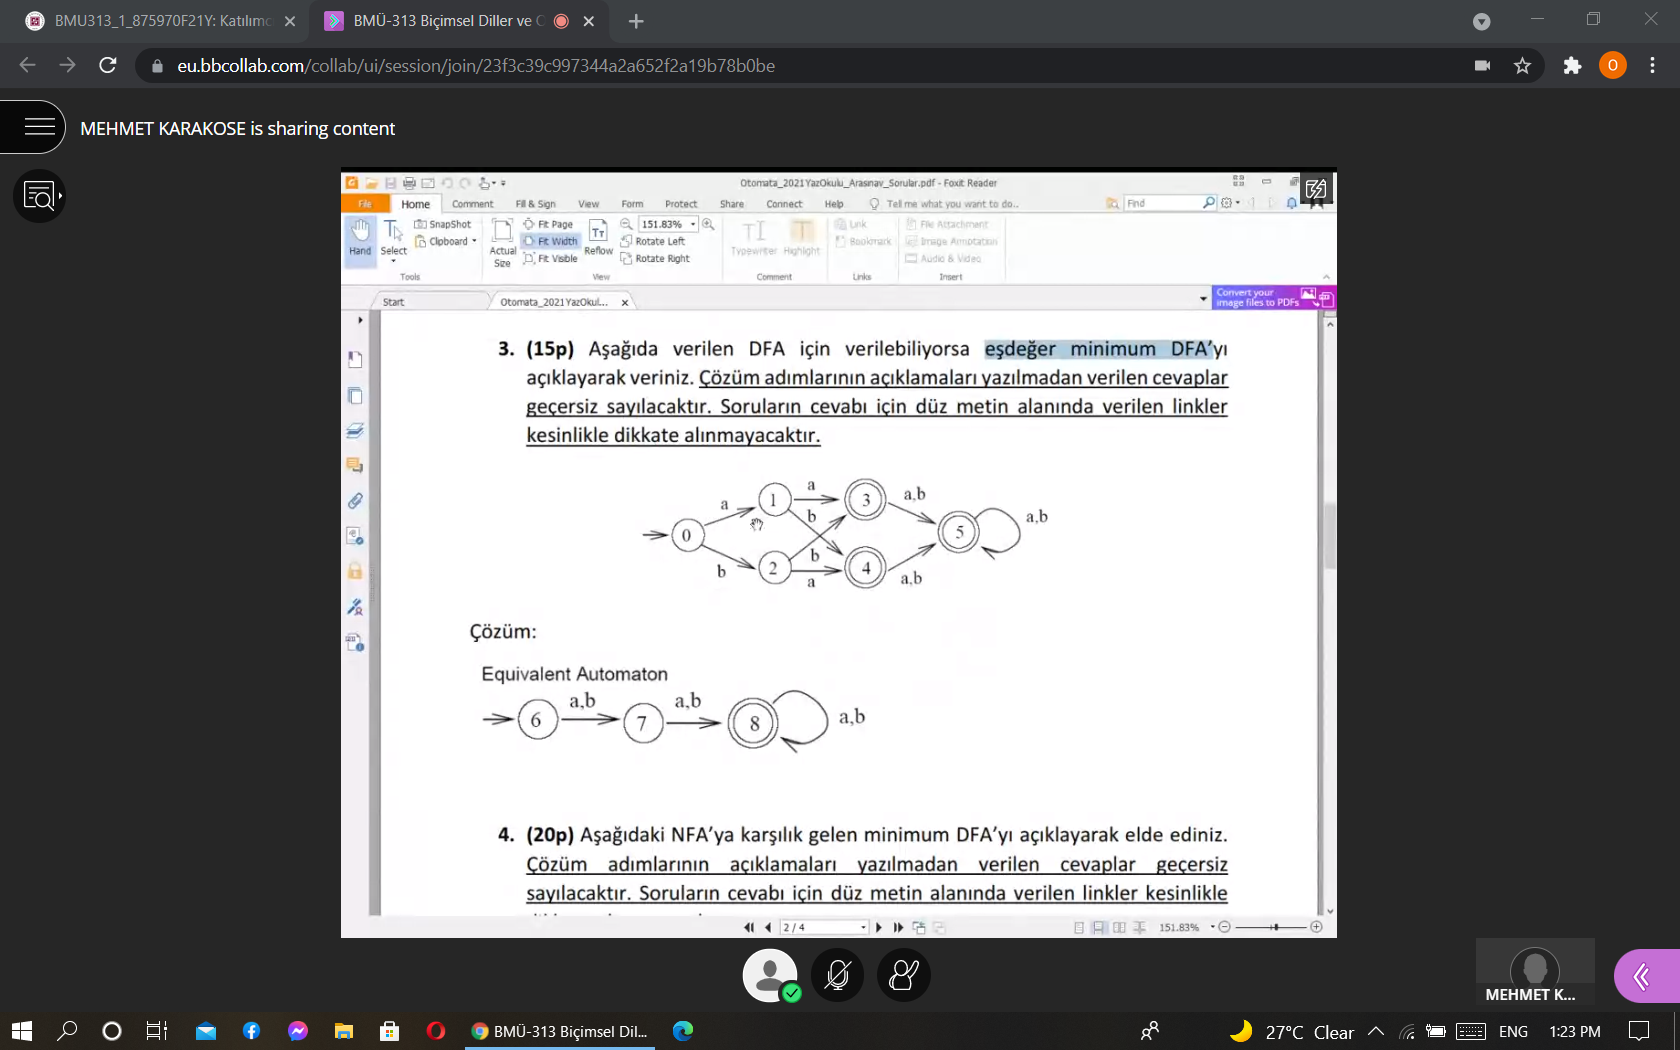 BMU313_1_875970F21Y: Katılımc
BMÜ-313 Biçimsel Diller ve O
eu.bbcollab.com/collab/ui/session/join/23f3c39c997344a2a652f2a19b78b0be
O
MEHMET KARAKOSE is sharing content
Otomata_2021YazOkulu_Arasınav_Sorular.pdf - Foxit Reader
File Home Comment Fill & Sign View Form Protect Share Connect Help Tell me what you want to do.. Find
Hand
Select
SnapShot
Clipboard
Tools
Actual Size
Fit Page
Fit Width
Fit Visible
Reflow
151.83%
Rotate Left
Rotate Right
View
Typewriter
Highlight
Comment
Link
Bookmark
Links
File Attachment
Image Annotation
Audio & Video
Insert
Start
Otomata_2021YazOkul...
Convert your
image files to PDFs
3. (15p) Aşağıda verilen DFA için verilebiliyorsa eşdeğer minimum DFA'yı
açıklayarak veriniz. Çözüm adımlarının açıklamaları yazılmadan verilen cevaplar
geçersiz sayılacaktır. Soruların cevabı için düz metin alanında verilen linkler
kesinlikle dikkate alınmayacaktır.
a 1 a 3 a,b
0 b 5 a,b
b 2 b a 4 a,b
Çözüm:
Equivalent Automaton
6 a,b 7 a,b 8 a,b
4. (20p) Aşağıdaki NFA'ya karşılık gelen minimum DFA'yı açıklayarak elde ediniz.
Çözüm adımlarının açıklamaları yazılmadan verilen cevaplar geçersiz
sayılacaktır. Soruların cevabı için düz metin alanında verilen linkler kesinlikle
2 / 4
151.83%
MEHMET K...
BMÜ-313 Biçimsel Dil...
27°C Clear
ENG
1:23 PM